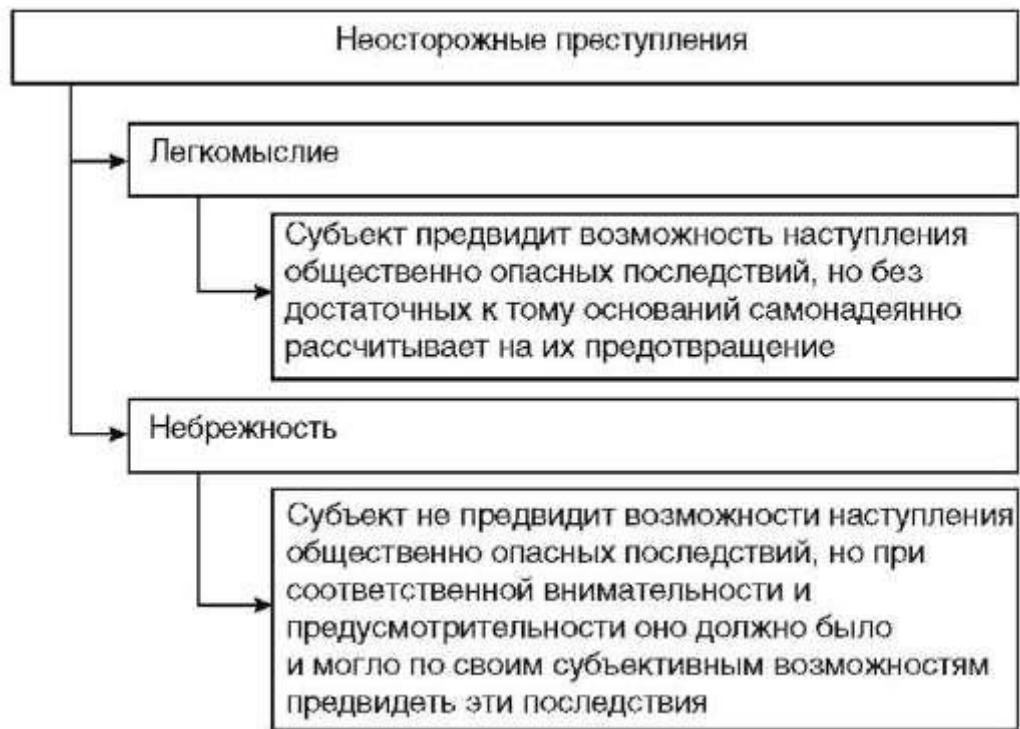 Неосторожные преступления
Легкомыслие
Субъект предвидит возможность наступления
общественно опасных последствий, но без
достаточных к тому оснований самонадеянно
рассчитывает на их предотвращение
Небрежность
Субъект не предвидит возможности наступления
общественно опасных последствий, но при
соответственной внимательности и
предусмотрительности оно должно было
и могло по своим субъективным возможностям
предвидеть эти последствия